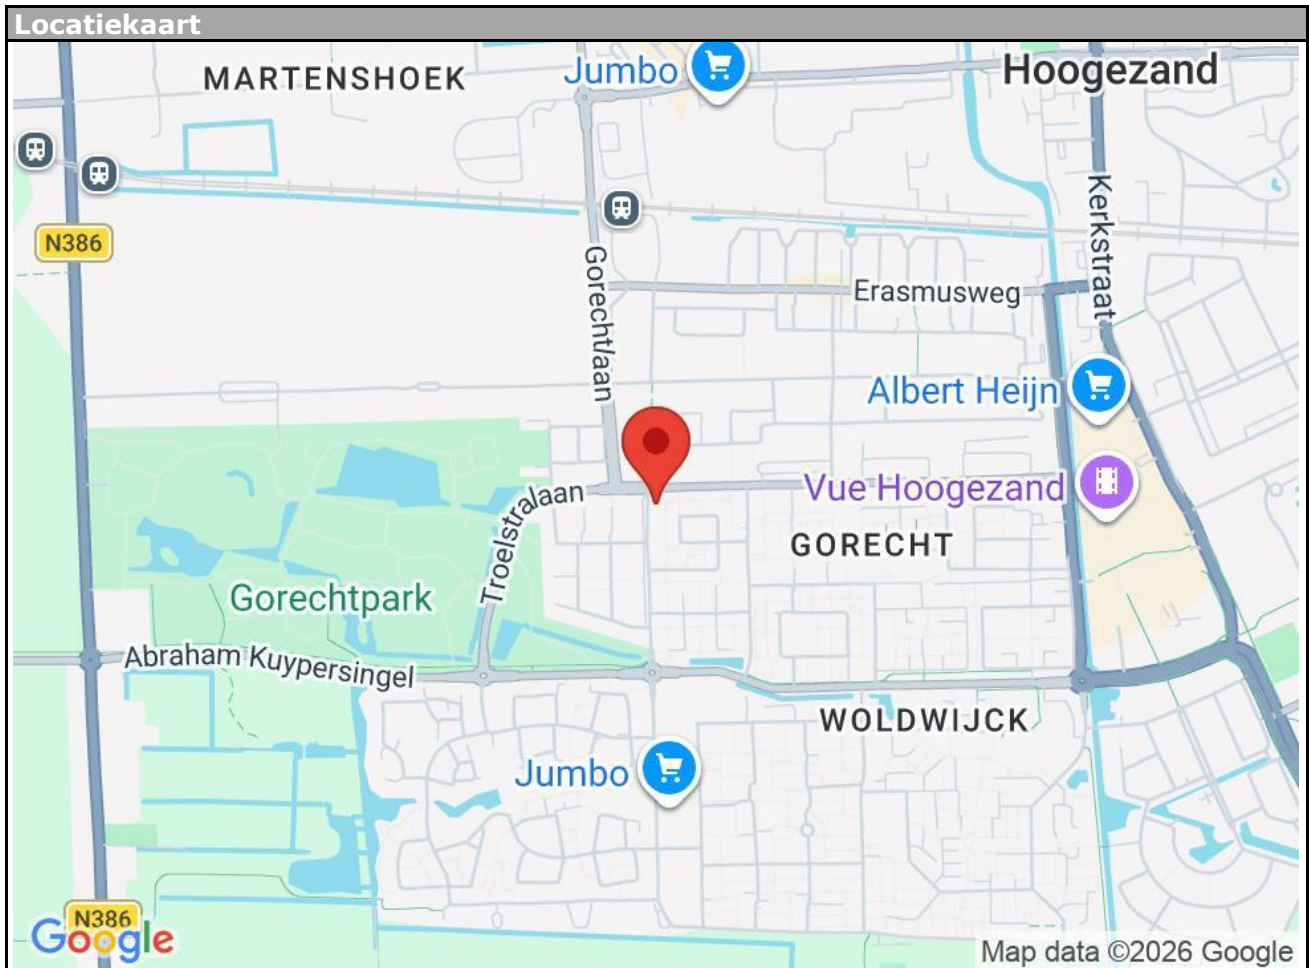 Locatiekaart
MARTENSHOEK
Jumbo
Hoogezand
Kerkstraat
N386
Gorechtlaan
Erasmusweg
Albert Heijn
Vue Hoogezand
Troelstralaan
GORECHT
Gorechtpark
Abraham Kuypersingel
WOLDWIJCK
Jumbo
N386
Google
Map data ©2026 Google